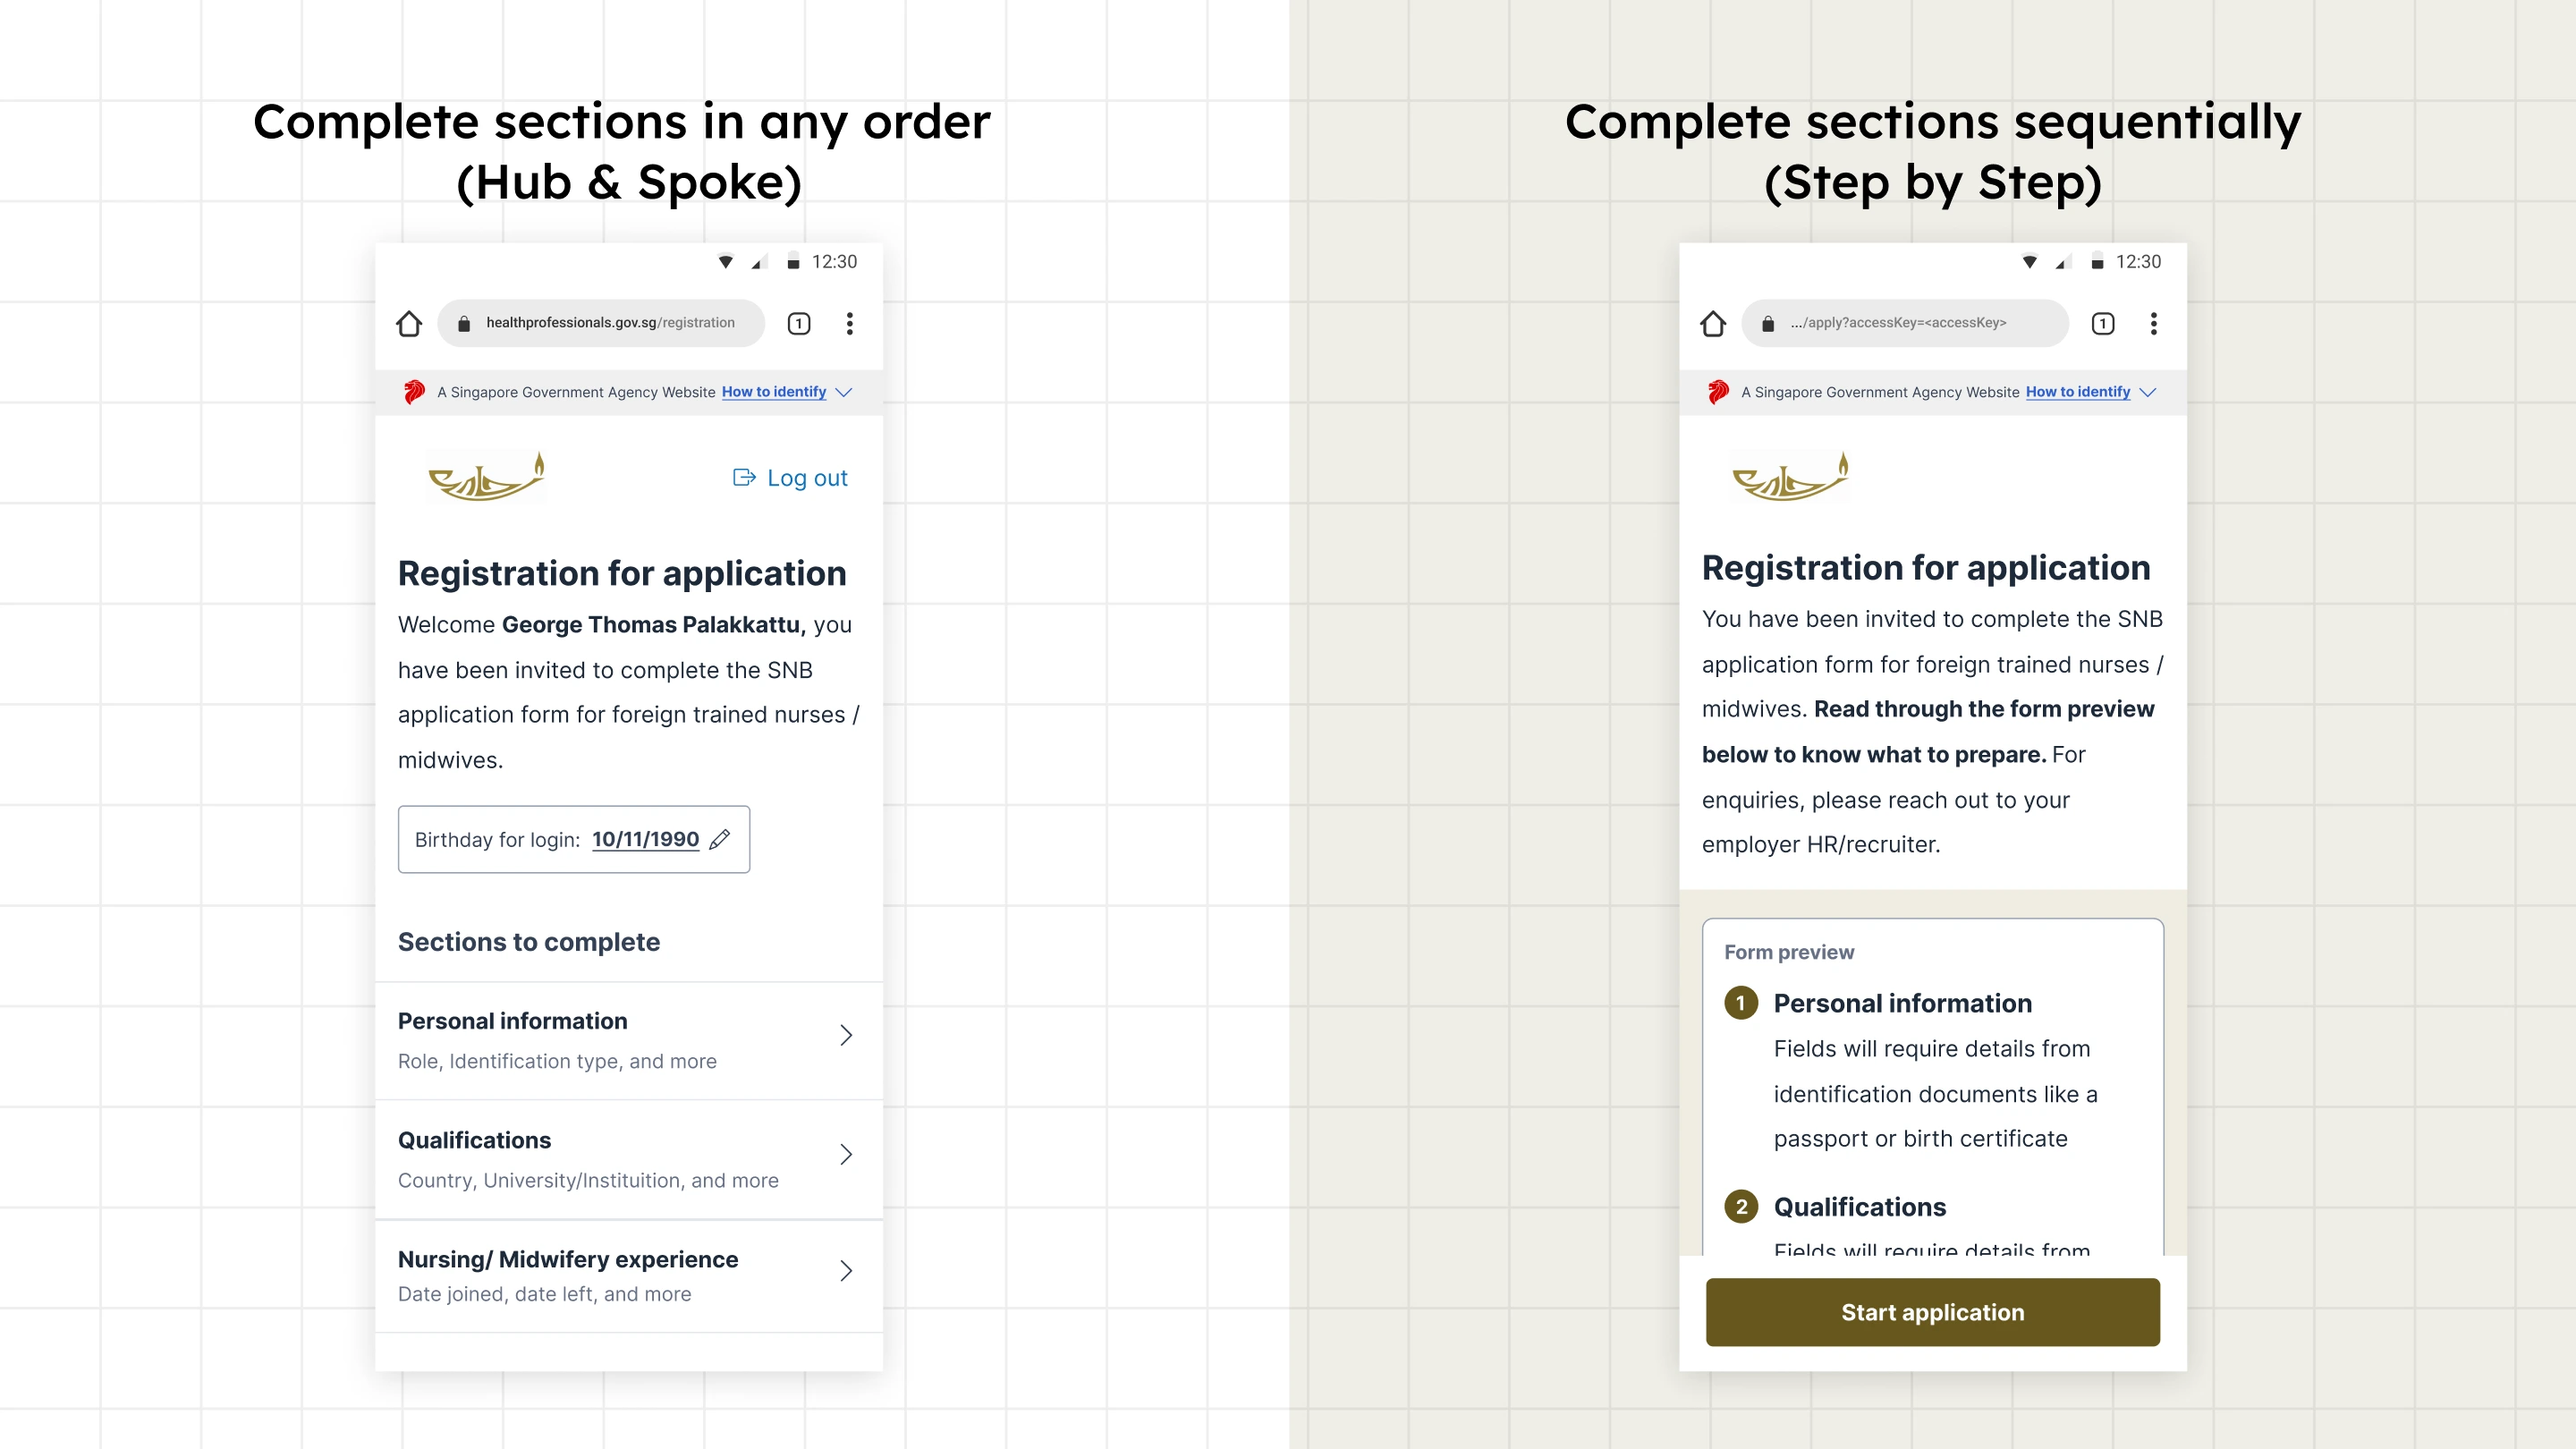 Complete sections in any order
(Hub & Spoke)
12:30
healthprofessionals.gov.sg/registration
1
A Singapore Government Agency Website How to identify
Log out
Registration for application
Welcome George Thomas Palakkattu, you
have been invited to complete the SNB
application form for foreign trained nurses /
midwives.
Birthday for login: 10/11/1990
Sections to complete
Personal information
Role, Identification type, and more
Qualifications
Country, University/Instituition, and more
Nursing/ Midwifery experience
Date joined, date left, and more
Complete sections sequentially
(Step by Step)
12:30
.../apply?accessKey=<accessKey>
1
A Singapore Government Agency Website How to identify
Registration for application
You have been invited to complete the SNB
application form for foreign trained nurses /
midwives. Read through the form preview
below to know what to prepare. For
enquiries, please reach out to your
employer HR/recruiter.
Form preview
1 Personal information
Fields will require details from
identification documents like a
passport or birth certificate
2 Qualifications
Fields will require details from
Start application